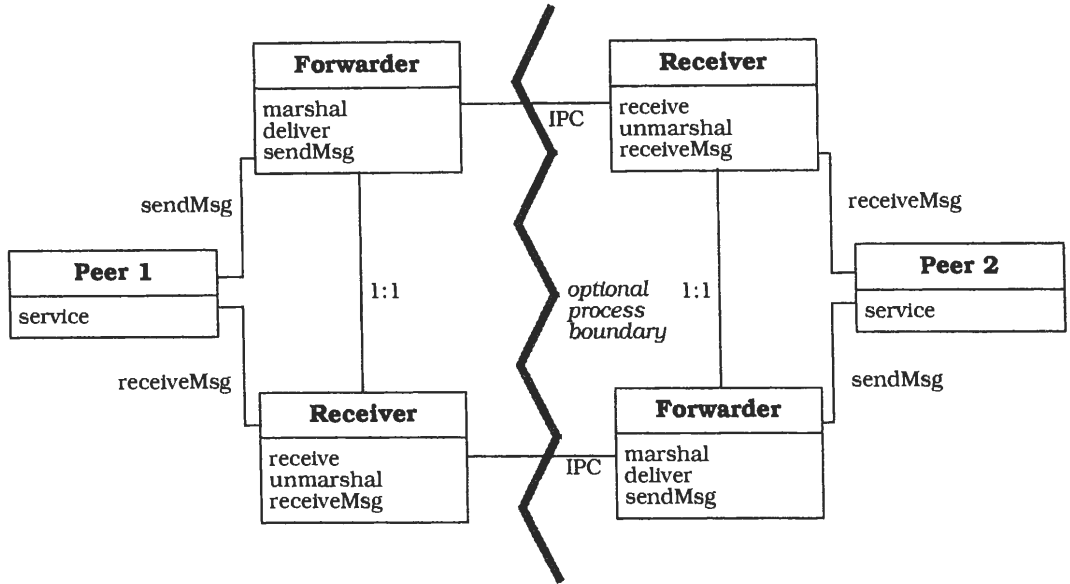 Forwarder
marshal
deliver
sendMsg
Receiver
receive
unmarshal
receiveMsg
IPC
sendMsg
receiveMsg
Peer 1
service
1:1
optional
process
boundary
1:1
Peer 2
service
receiveMsg
sendMsg
Receiver
receive
unmarshal
receiveMsg
IPC
Forwarder
marshal
deliver
sendMsg